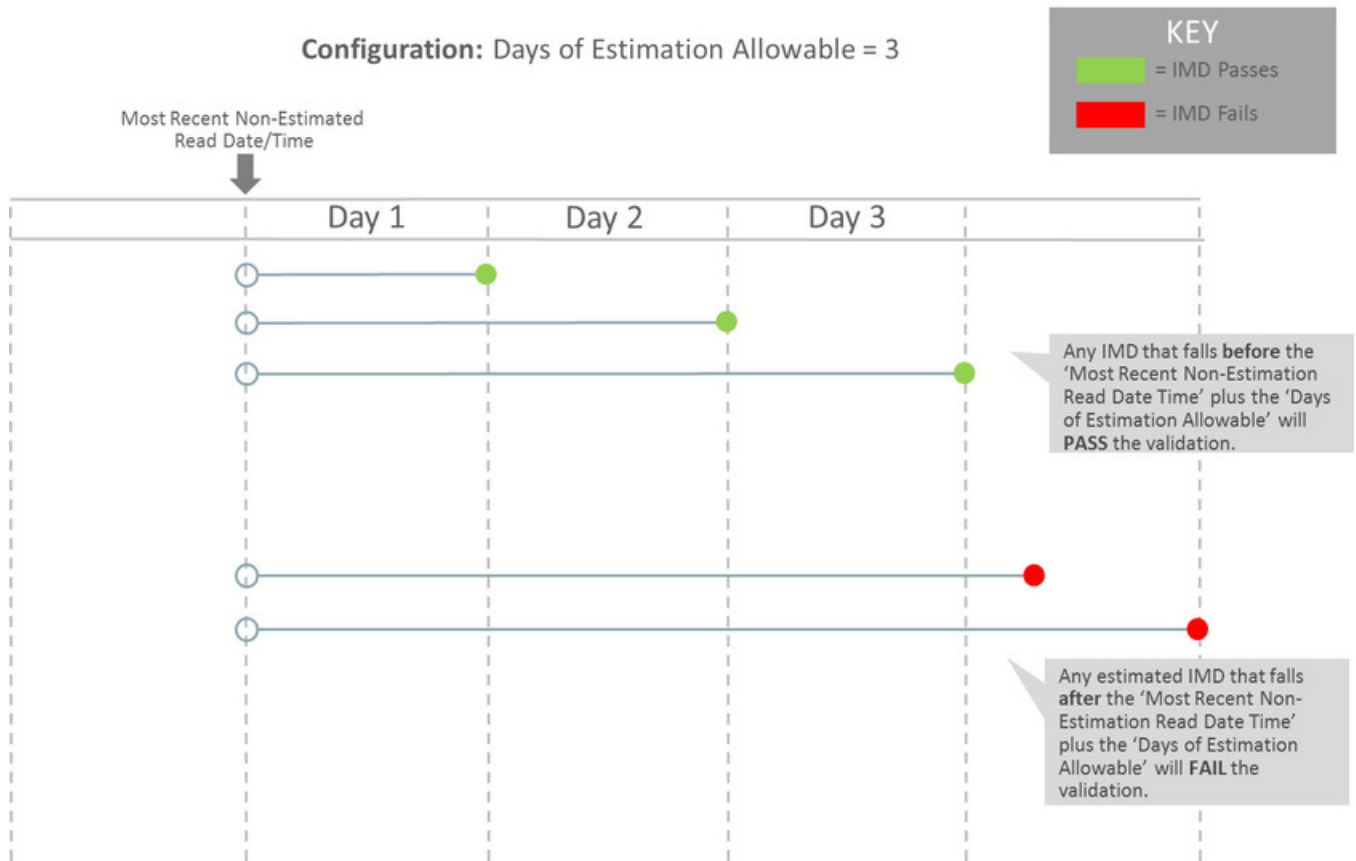 Configuration: Days of Estimation Allowable = 3
KEY
= IMD Passes
= IMD Fails
Most Recent Non-Estimated
Read Date/Time
Day 1
Day 2
Day 3
Any IMD that falls before the
‘Most Recent Non-Estimation
Read Date Time’ plus the ‘Days
of Estimation Allowable’ will
PASS the validation.
Any estimated IMD that falls
after the ‘Most Recent Non-
Estimation Read Date Time’
plus the ‘Days of Estimation
Allowable’ will FAIL the
validation.